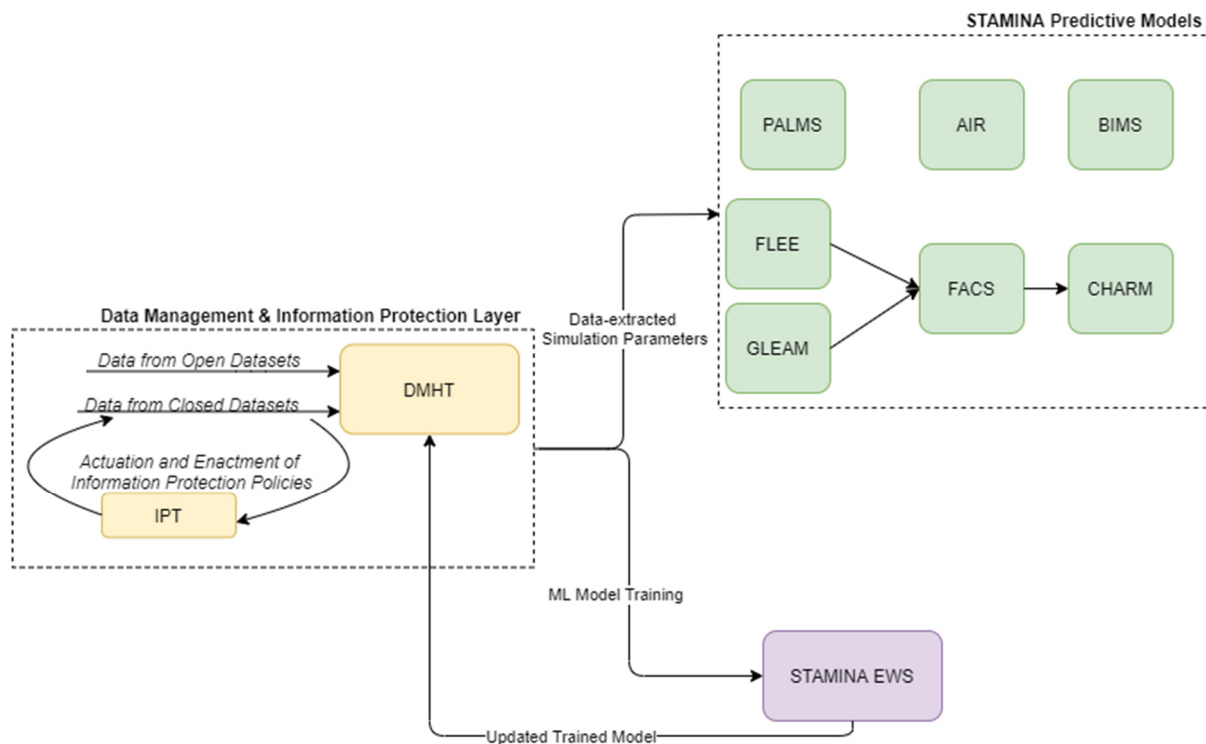 STAMINA Predictive Models
PALMS
AIR
BIMS
FLEE
FACS
CHARM
GLEAM
Data-extracted
Simulation Parameters
Data Management & Information Protection Layer
Data from Open Datasets
Data from Closed Datasets
DMHT
Actuation and Enactment of
Information Protection Policies
IPT
ML Model Training
STAMINA EWS
Updated Trained Model